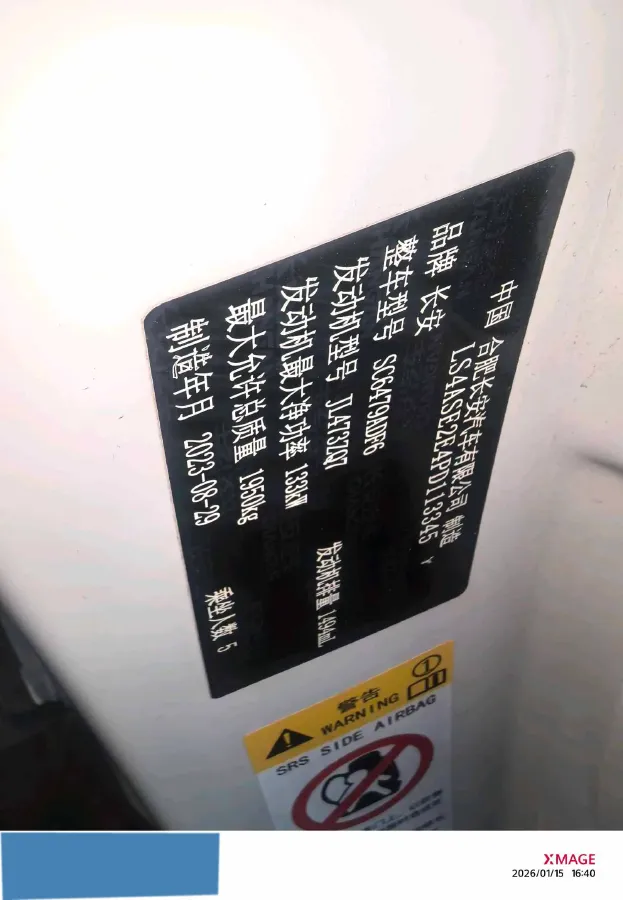 中国 合肥长安汽车有限公司 制造
LS4ASE2E4PD113345 Y
品牌 长安
整车型号 SC6479ADF6
发动机型号 JL473ZQ7
发动机排量 1494mL
发动机最大净功率 133kW
最大允许总质量 1950kg
制造年月 2023-08-29
乘坐人数 5
警告
WARNING
SRS SIDE AIRBAG
XMAGE
2026/01/15 16:40